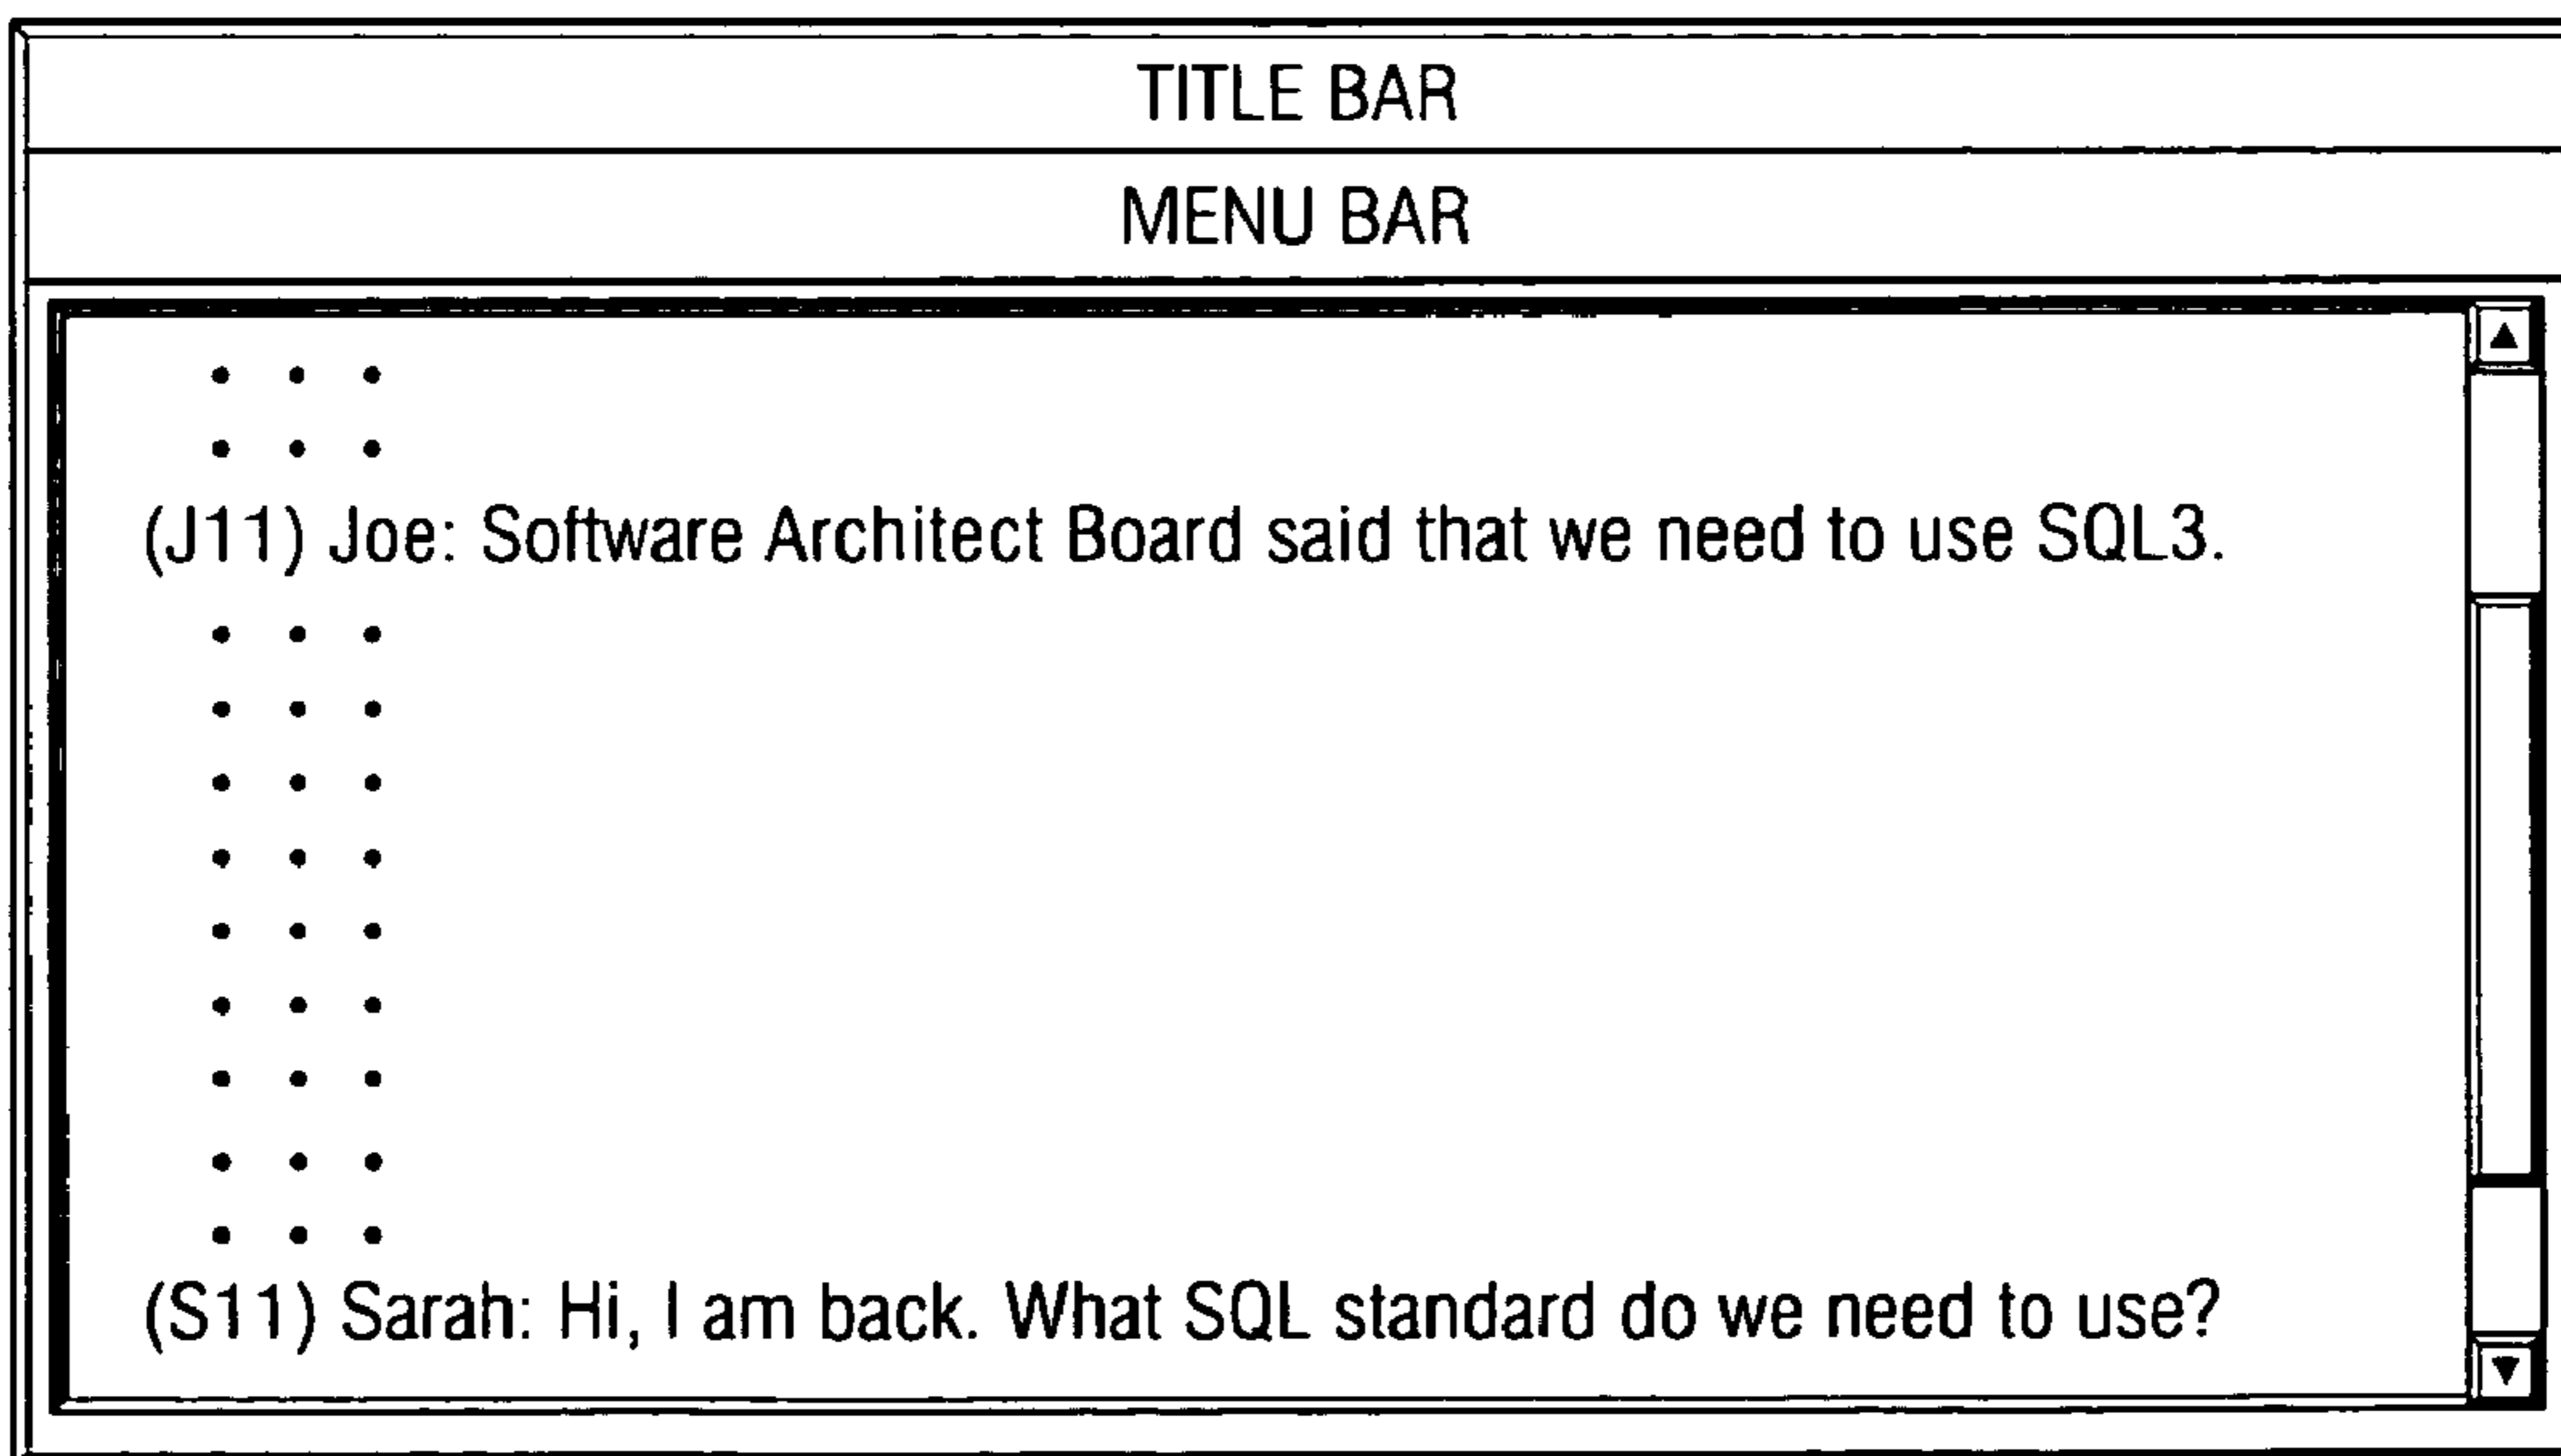 TITLE BAR
MENU BAR
. . .
. . .
(J11) Joe: Software Architect Board said that we need to use SQL3.
. . .
. . .
. . .
. . .
. . .
. . .
. . .
. . .
. . .
(S11) Sarah: Hi, I am back. What SQL standard do we need to use?